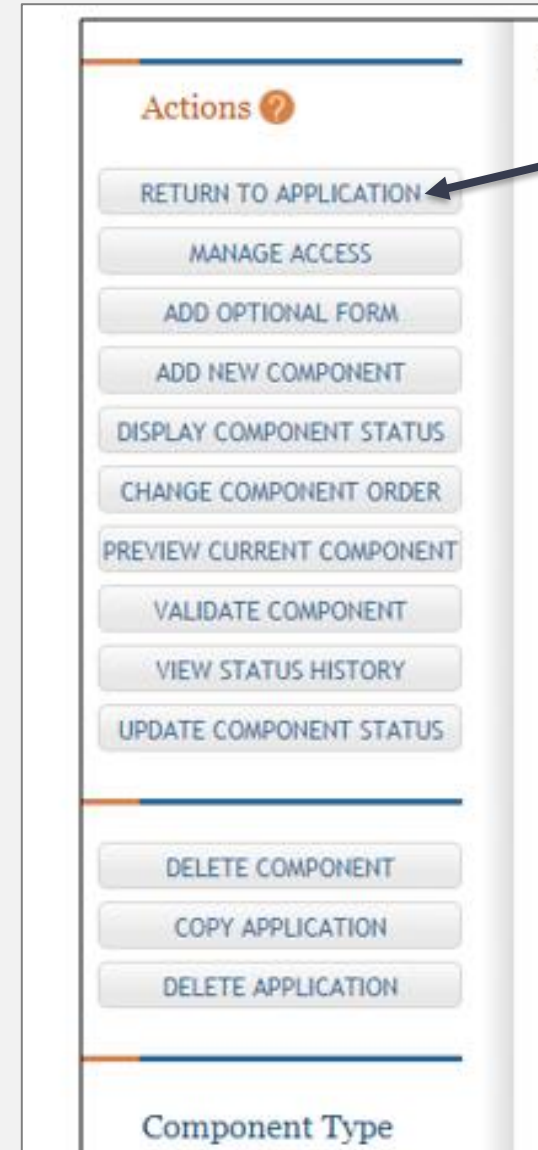 Actions ?
RETURN TO APPLICATION
MANAGE ACCESS
ADD OPTIONAL FORM
ADD NEW COMPONENT
DISPLAY COMPONENT STATUS
CHANGE COMPONENT ORDER
PREVIEW CURRENT COMPONENT
VALIDATE COMPONENT
VIEW STATUS HISTORY
UPDATE COMPONENT STATUS
DELETE COMPONENT
COPY APPLICATION
DELETE APPLICATION
Component Type